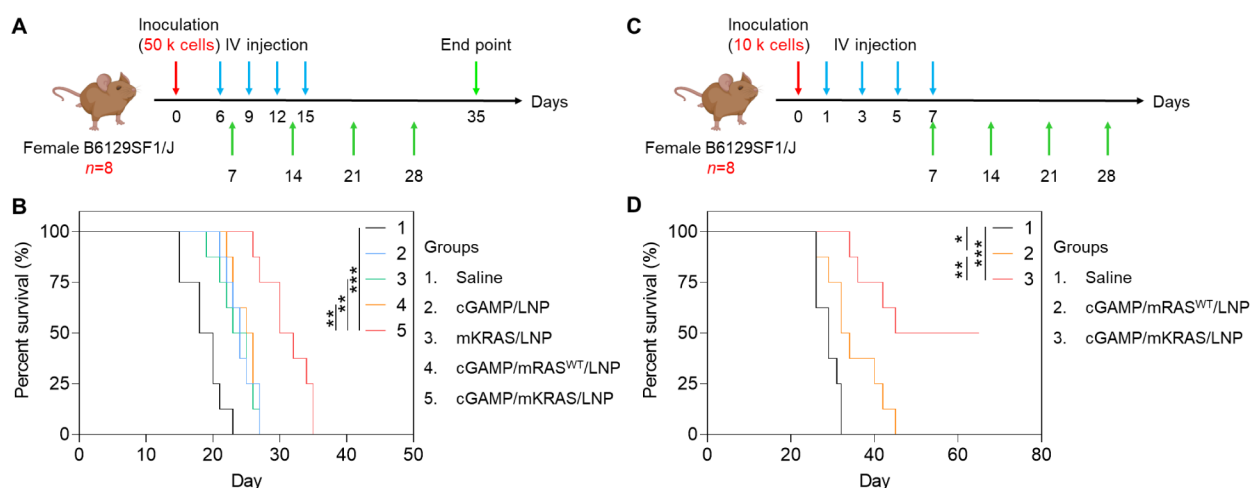 A
Inoculation
(50 k cells) IV injection
End point
Days
0 6 9 12 15 35
Female B6129SF1/J
n=8
7 14 21 28
B
Percent survival (%)
100
75
50
25
0
0 10 20 30 40 50
Day
**
**
***
1
2
3
4
5
Groups
1. Saline
2. cGAMP/LNP
3. mKRAS/LNP
4. cGAMP/mRASWT/LNP
5. cGAMP/mKRAS/LNP
C
Inoculation
(10 k cells) IV injection
Days
0 1 3 5 7
Female B6129SF1/J
n=8
7 14 21 28
D
Percent survival (%)
100
75
50
25
0
0 20 40 60 80
Day
*
**
***
1
2
3
Groups
1. Saline
2. cGAMP/mRASWT/LNP
3. cGAMP/mKRAS/LNP